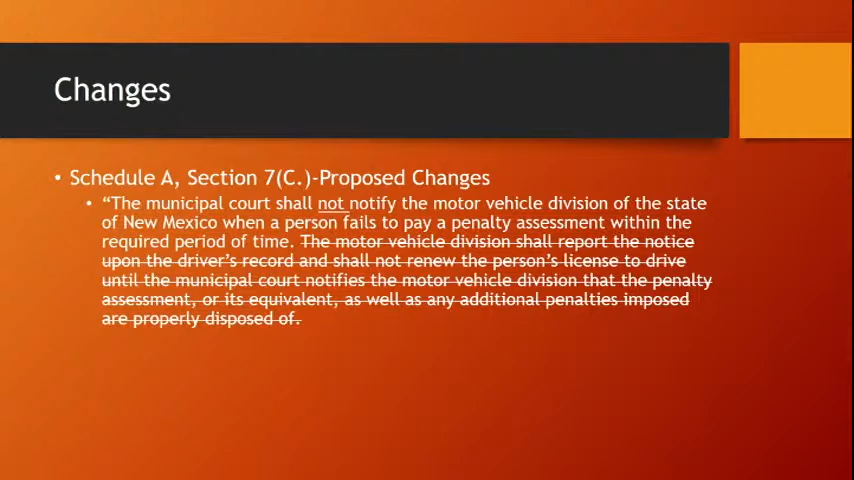 Changes
• Schedule A, Section 7(C.)-Proposed Changes
• “The municipal court shall not notify the motor vehicle division of the state
of New Mexico when a person fails to pay a penalty assessment within the
required period of time. The motor vehicle division shall report the notice
upon the driver’s record and shall not renew the person’s license to drive
until the municipal court notifies the motor vehicle division that the penalty
assessment, or its equivalent, as well as any additional penalties imposed
are properly disposed of.